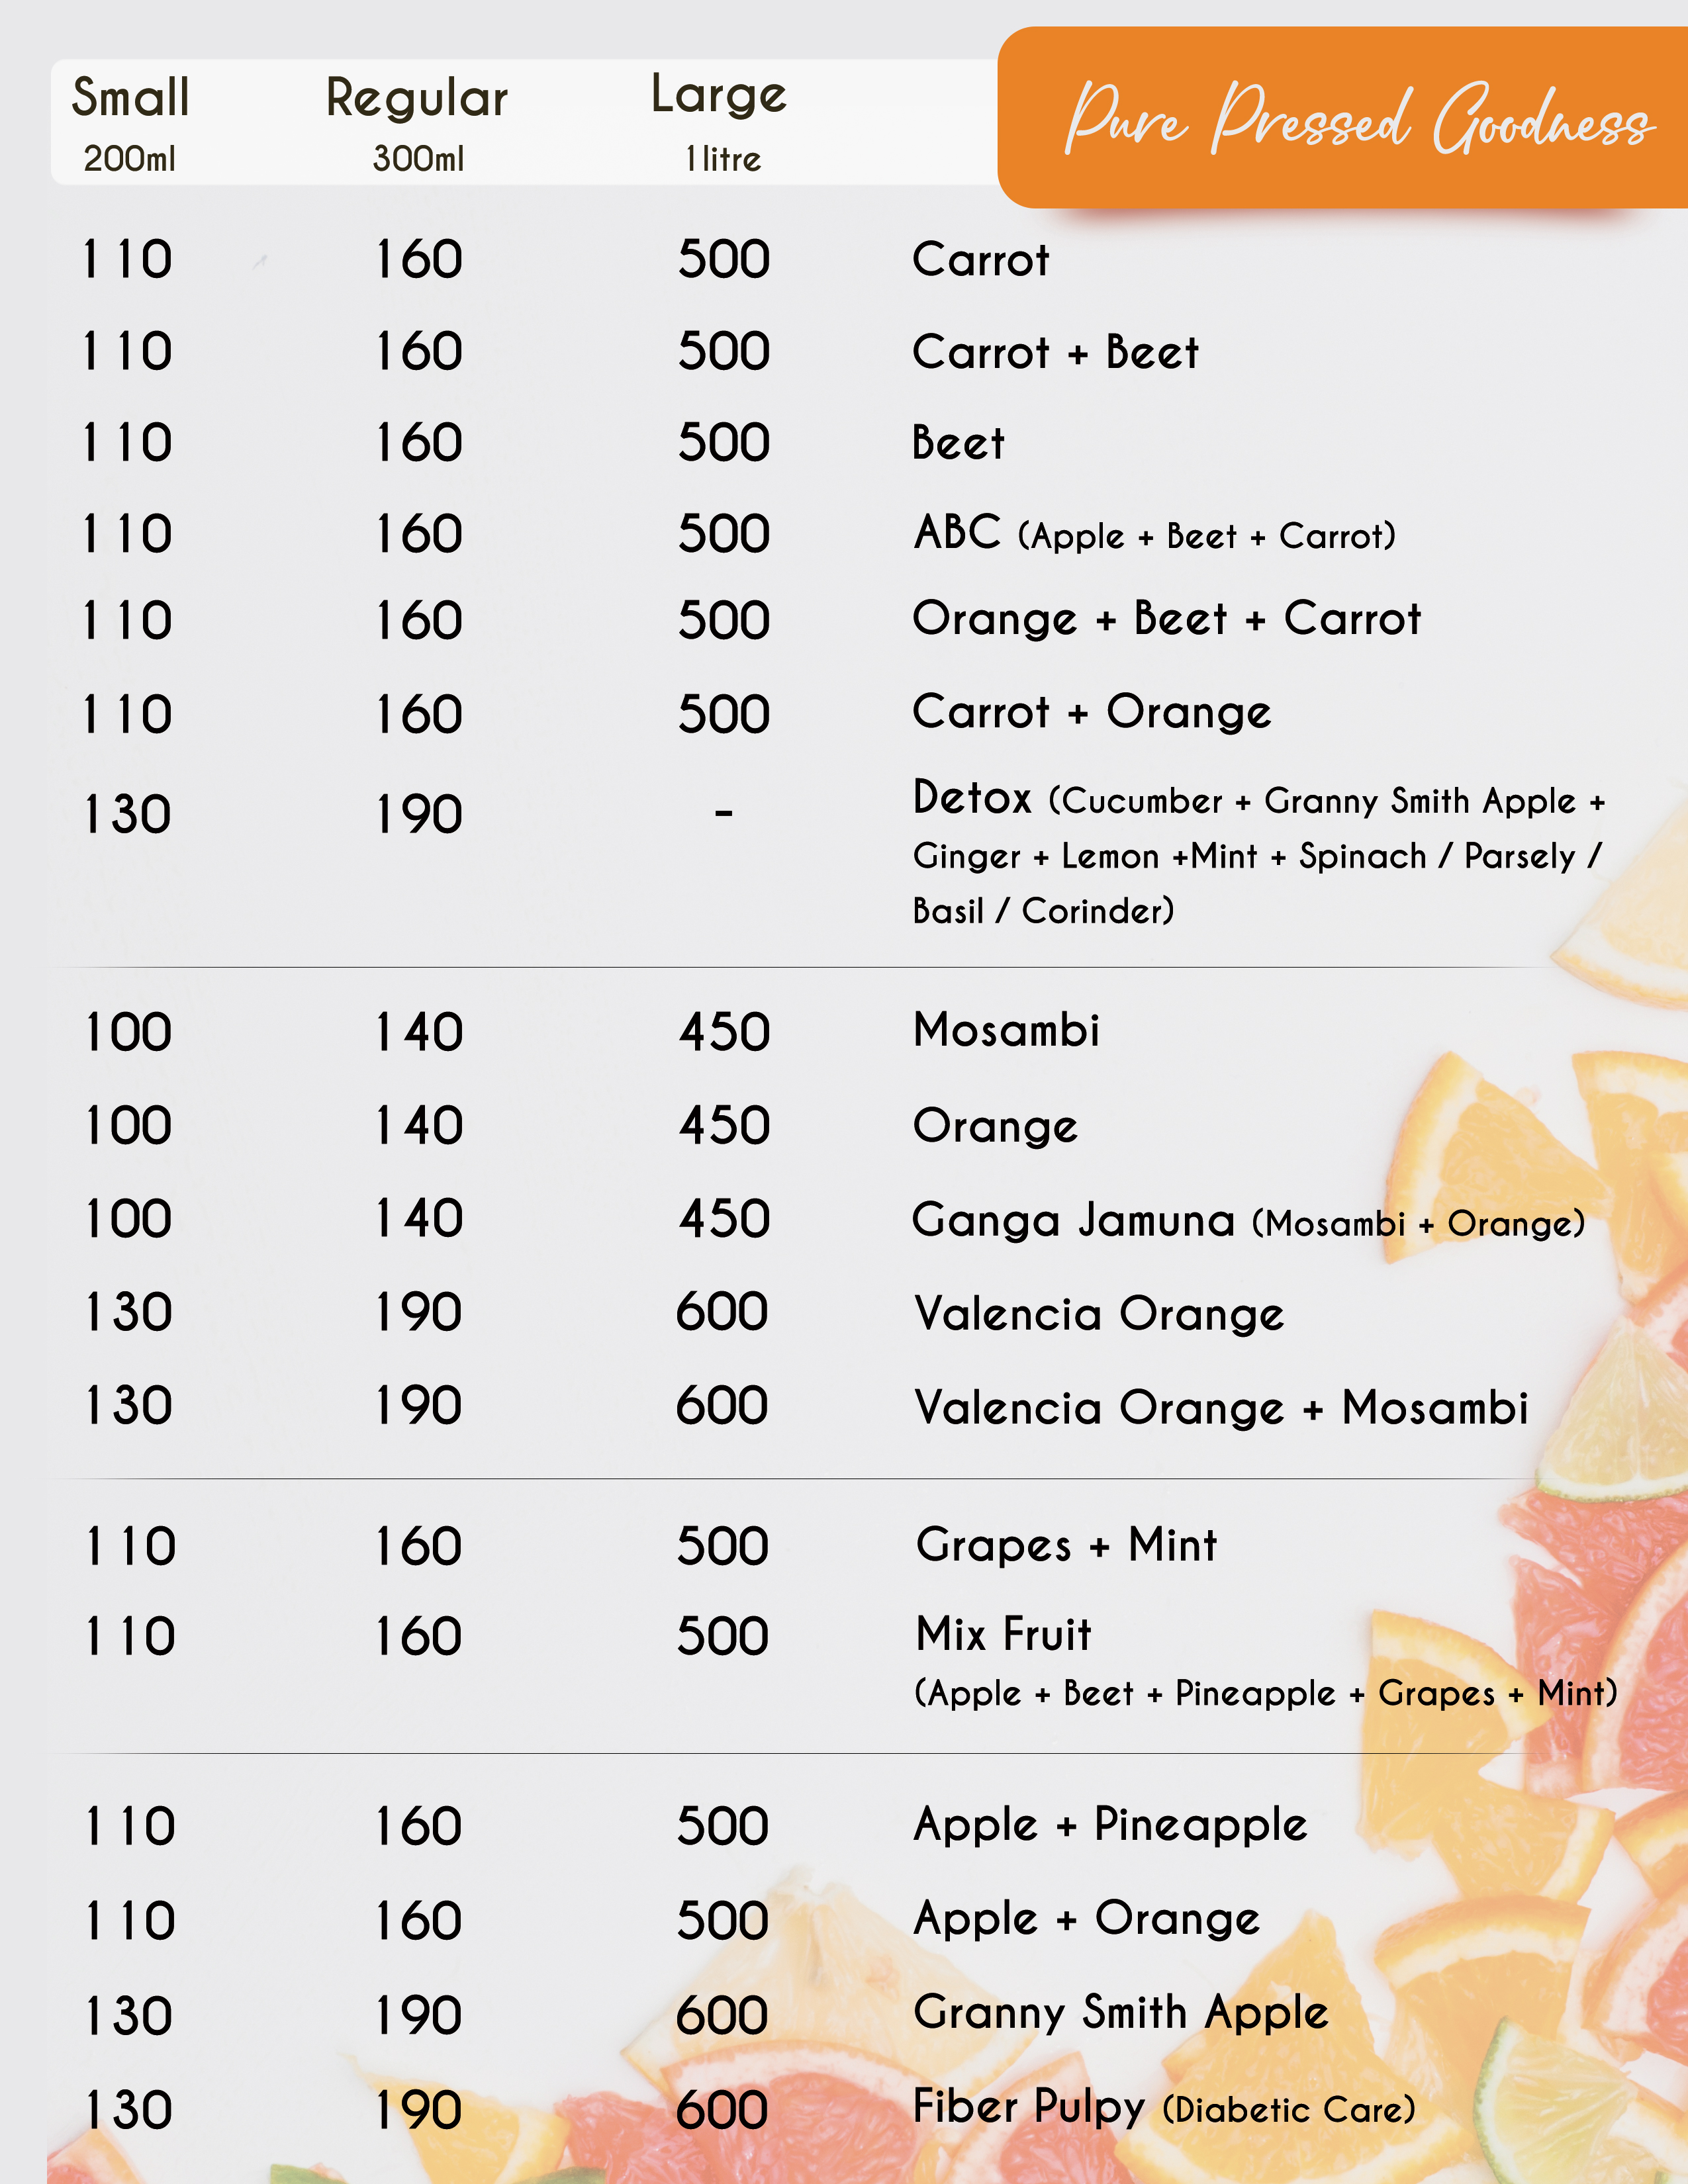 Small Regular Large Pure Pressed Goodness
200ml 300ml 1litre
110 160 500 Carrot
110 160 500 Carrot + Beet
110 160 500 Beet
110 160 500 ABC (Apple + Beet + Carrot)
110 160 500 Orange + Beet + Carrot
110 160 500 Carrot + Orange
130 190 - Detox (Cucumber + Granny Smith Apple +
Ginger + Lemon +Mint + Spinach / Parsely /
Basil / Corinder)
100 140 450 Mosambi
100 140 450 Orange
100 140 450 Ganga Jamuna (Mosambi + Orange)
130 190 600 Valencia Orange
130 190 600 Valencia Orange + Mosambi
110 160 500 Grapes + Mint
110 160 500 Mix Fruit
(Apple + Beet + Pineapple + Grapes + Mint)
110 160 500 Apple + Pineapple
110 160 500 Apple + Orange
130 190 600 Granny Smith Apple
130 190 600 Fiber Pulpy (Diabetic Care)